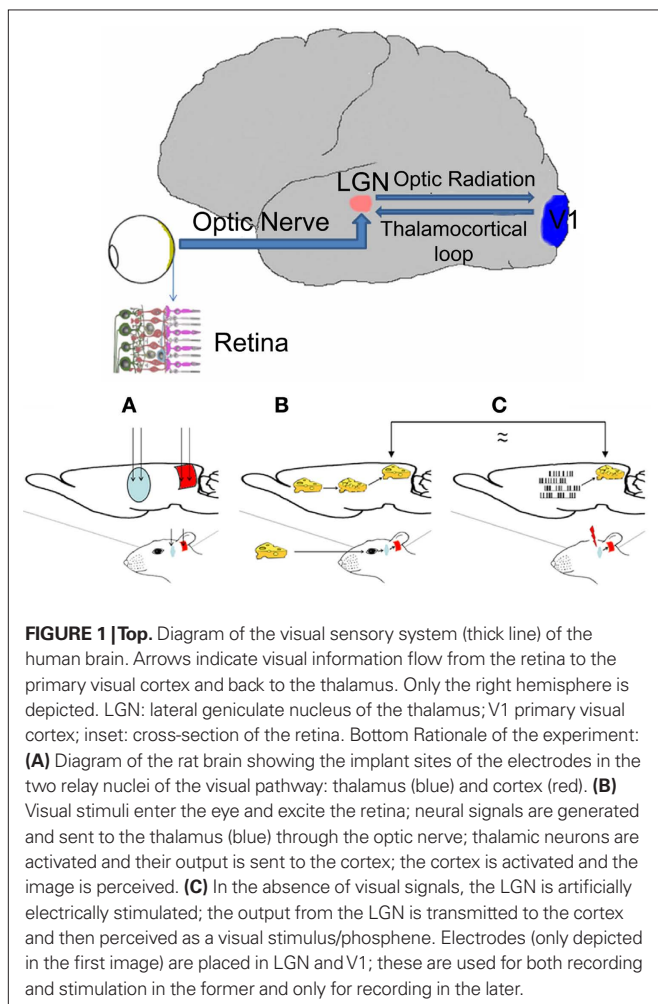 LGN
Optic Radiation
V1
Optic Nerve
Thalamocortical
loop
Retina
A
B
C
≈
FIGURE 1 | Top. Diagram of the visual sensory system (thick line) of the
human brain. Arrows indicate visual information flow from the retina to the
primary visual cortex and back to the thalamus. Only the right hemisphere is
depicted. LGN: lateral geniculate nucleus of the thalamus; V1 primary visual
cortex; inset: cross-section of the retina. Bottom Rationale of the experiment:
(A) Diagram of the rat brain showing the implant sites of the electrodes in the
two relay nuclei of the visual pathway: thalamus (blue) and cortex (red). (B)
Visual stimuli enter the eye and excite the retina; neural signals are generated
and sent to the thalamus (blue) through the optic nerve; thalamic neurons are
activated and their output is sent to the cortex; the cortex is activated and the
image is perceived. (C) In the absence of visual signals, the LGN is artificially
electrically stimulated; the output from the LGN is transmitted to the cortex
and then perceived as a visual stimulus/phosphene. Electrodes (only depicted
in the first image) are placed in LGN and V1; these are used for both recording
and stimulation in the former and only for recording in the later.